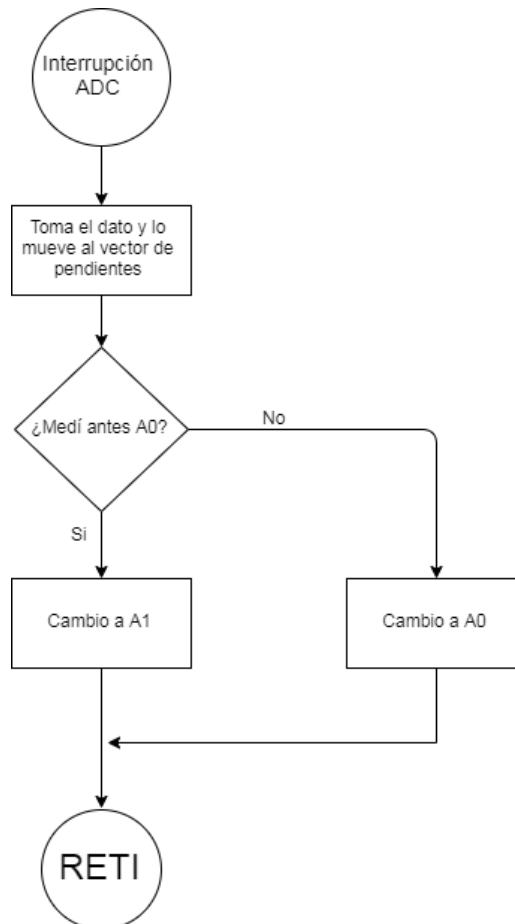 Interrupción
ADC
Toma el dato y lo
mueve al vector de
pendientes
¿Medí antes A0?
No
Si
Cambio a A1
Cambio a A0
RETI